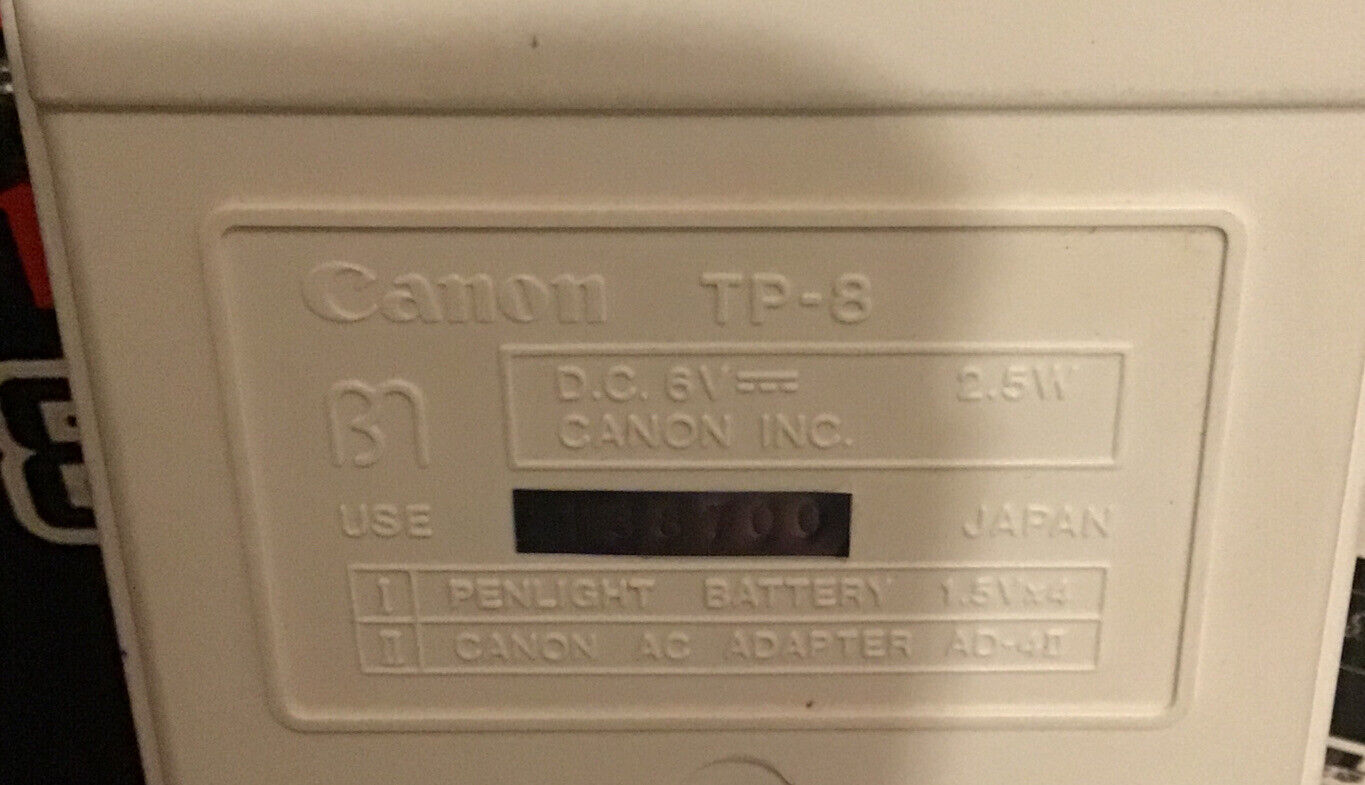 Canon TP-8
D.C. 6V 2.5W
CANON INC.
USE JAPAN
I PENLIGHT BATTERY 1.5V×4
II CANON AC ADAPTER AD-4II